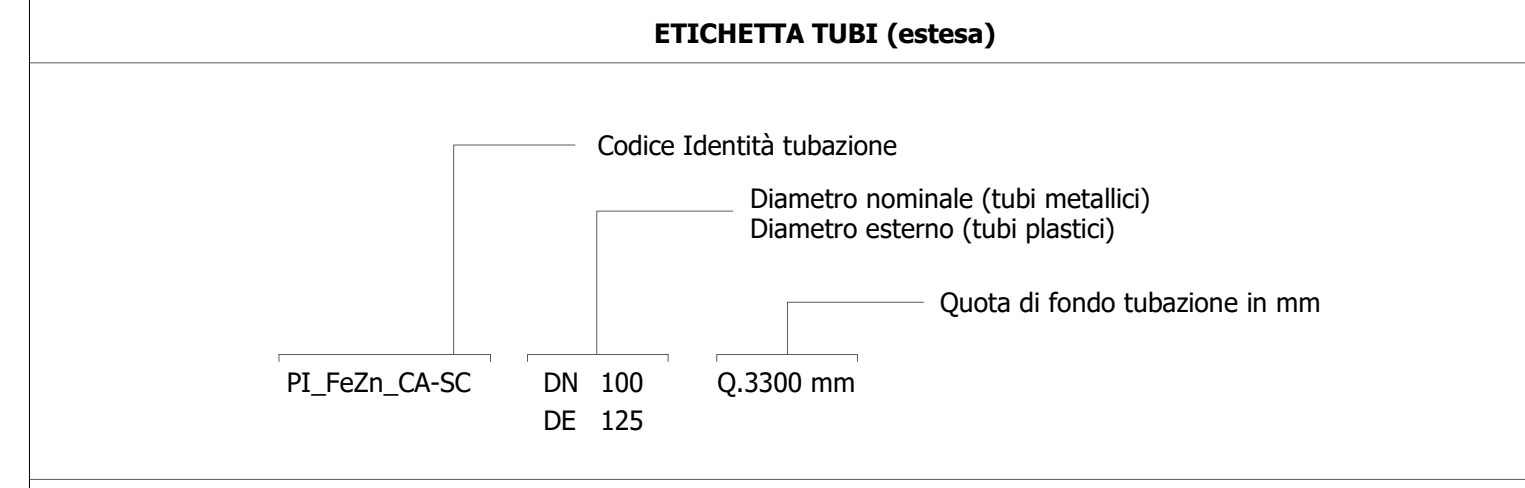 ETICHETTA TUBI (estesa)
Codice Identità tubazione
Diametro nominale (tubi metallici)
Diametro esterno (tubi plastici)
Quota di fondo tubazione in mm
PI_FeZn_CA-SC DN 100 Q.3300 mm
DE 125